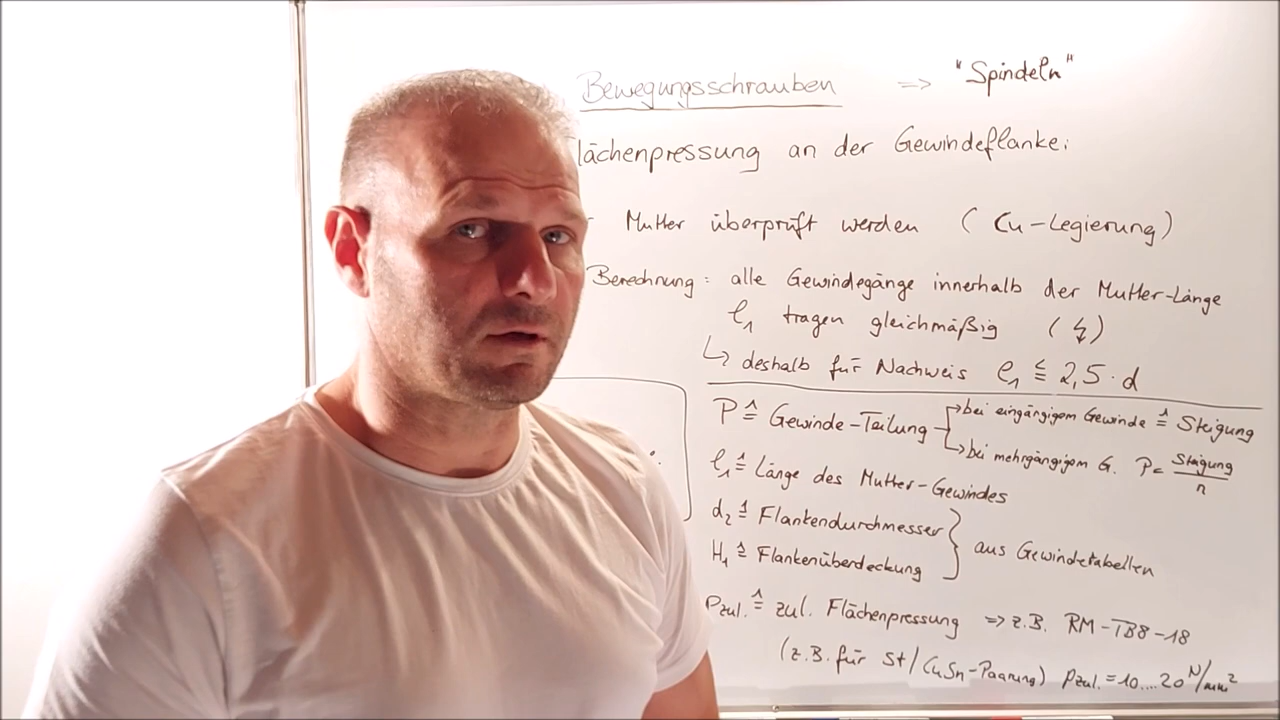 Bewegungsschrauben => "Spindeln"
lächenpressung an der Gewindeflanke:
Mutter überprüft werden (Cu-Legierung)
Berechnung: alle Gewindegänge innerhalb der Mutter-Länge
l₁ tragen gleichmäßig (↯)
↳ deshalb für Nachweis l₁ ≤ 2,5 · d
P ≙ Gewinde-Teilung → bei eingängigem Gewinde ≙ Steigung
↳ bei mehrgängigem G. P = Steigung/n
l₁ ≙ Länge des Mutter-Gewindes
d₂ ≙ Flankendurchmesser
H₁ ≙ Flankenüberdeckung } aus Gewindetabellen
Pzul. ≙ zul. Flächenpressung => z.B. RM-TB8-18
(z.B. für St/CuSn-Paarung) Pzul. = 10...20 N/mm²